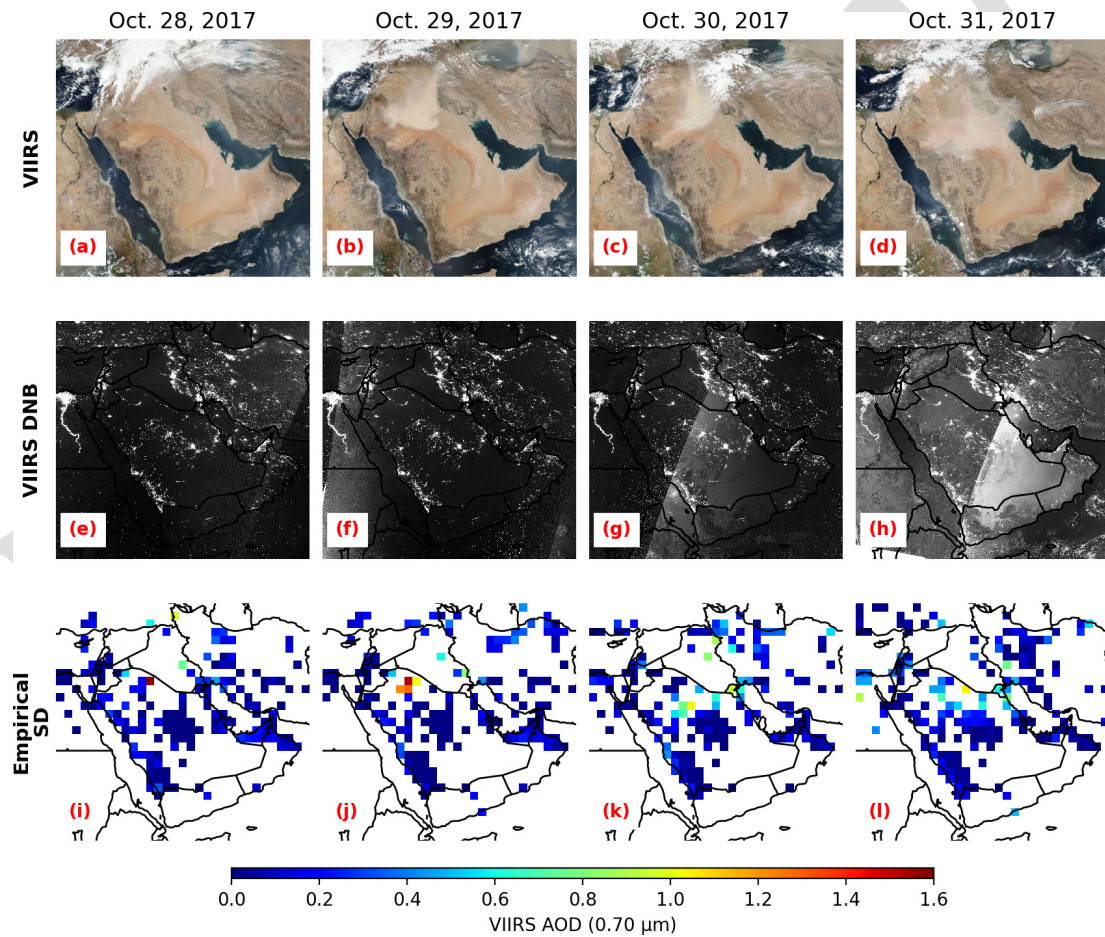 Oct. 28, 2017 Oct. 29, 2017 Oct. 30, 2017 Oct. 31, 2017
VIIRS
(a) (b) (c) (d)
VIIRS DNB
(e) (f) (g) (h)
Empirical
SD
(i) (j) (k) (l)
0.0 0.2 0.4 0.6 0.8 1.0 1.2 1.4 1.6
VIIRS AOD (0.70 μm)